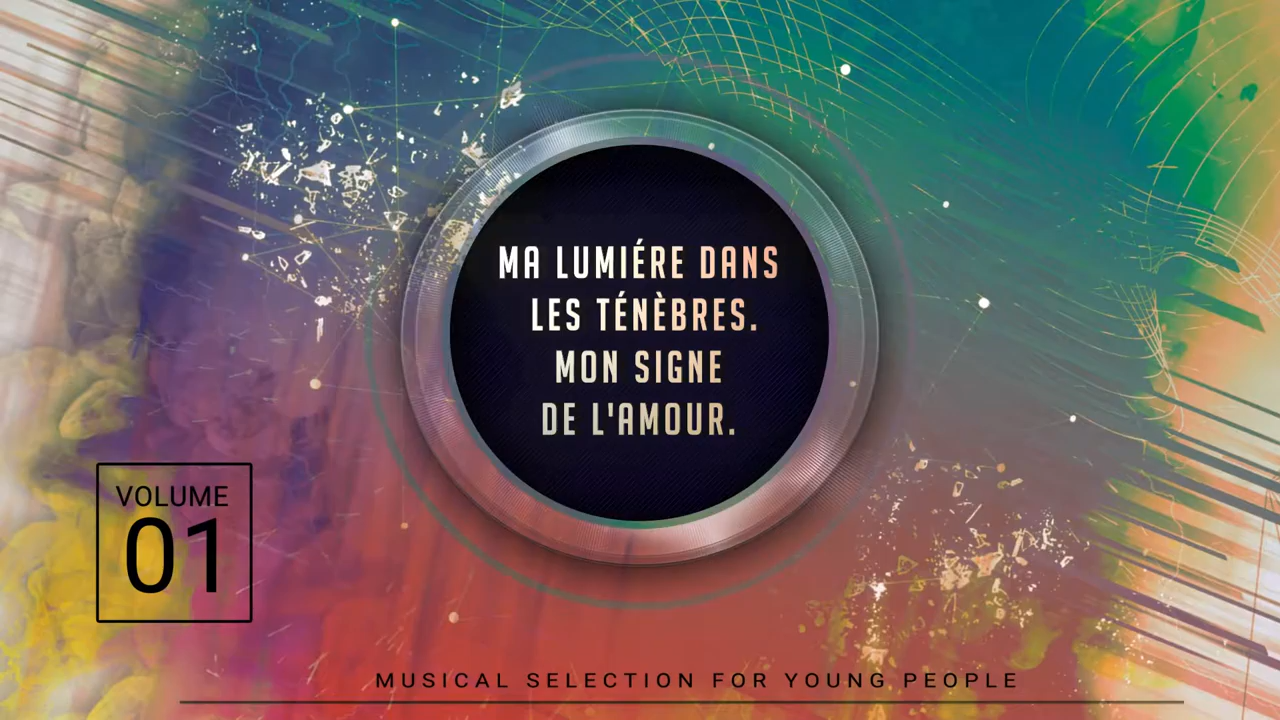 MA LUMIÉRE DANS
LES TÉNÈBRES.
MON SIGNE
DE L'AMOUR.
VOLUME
01
MUSICAL SELECTION FOR YOUNG PEOPLE